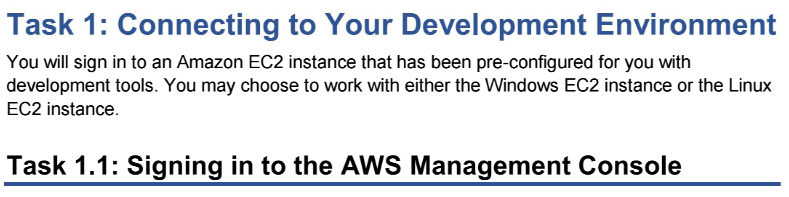 Task 1: Connecting to Your Development Environment
You will sign in to an Amazon EC2 instance that has been pre-configured for you with
development tools. You may choose to work with either the Windows EC2 instance or the Linux
EC2 instance.
Task 1.1: Signing in to the AWS Management Console